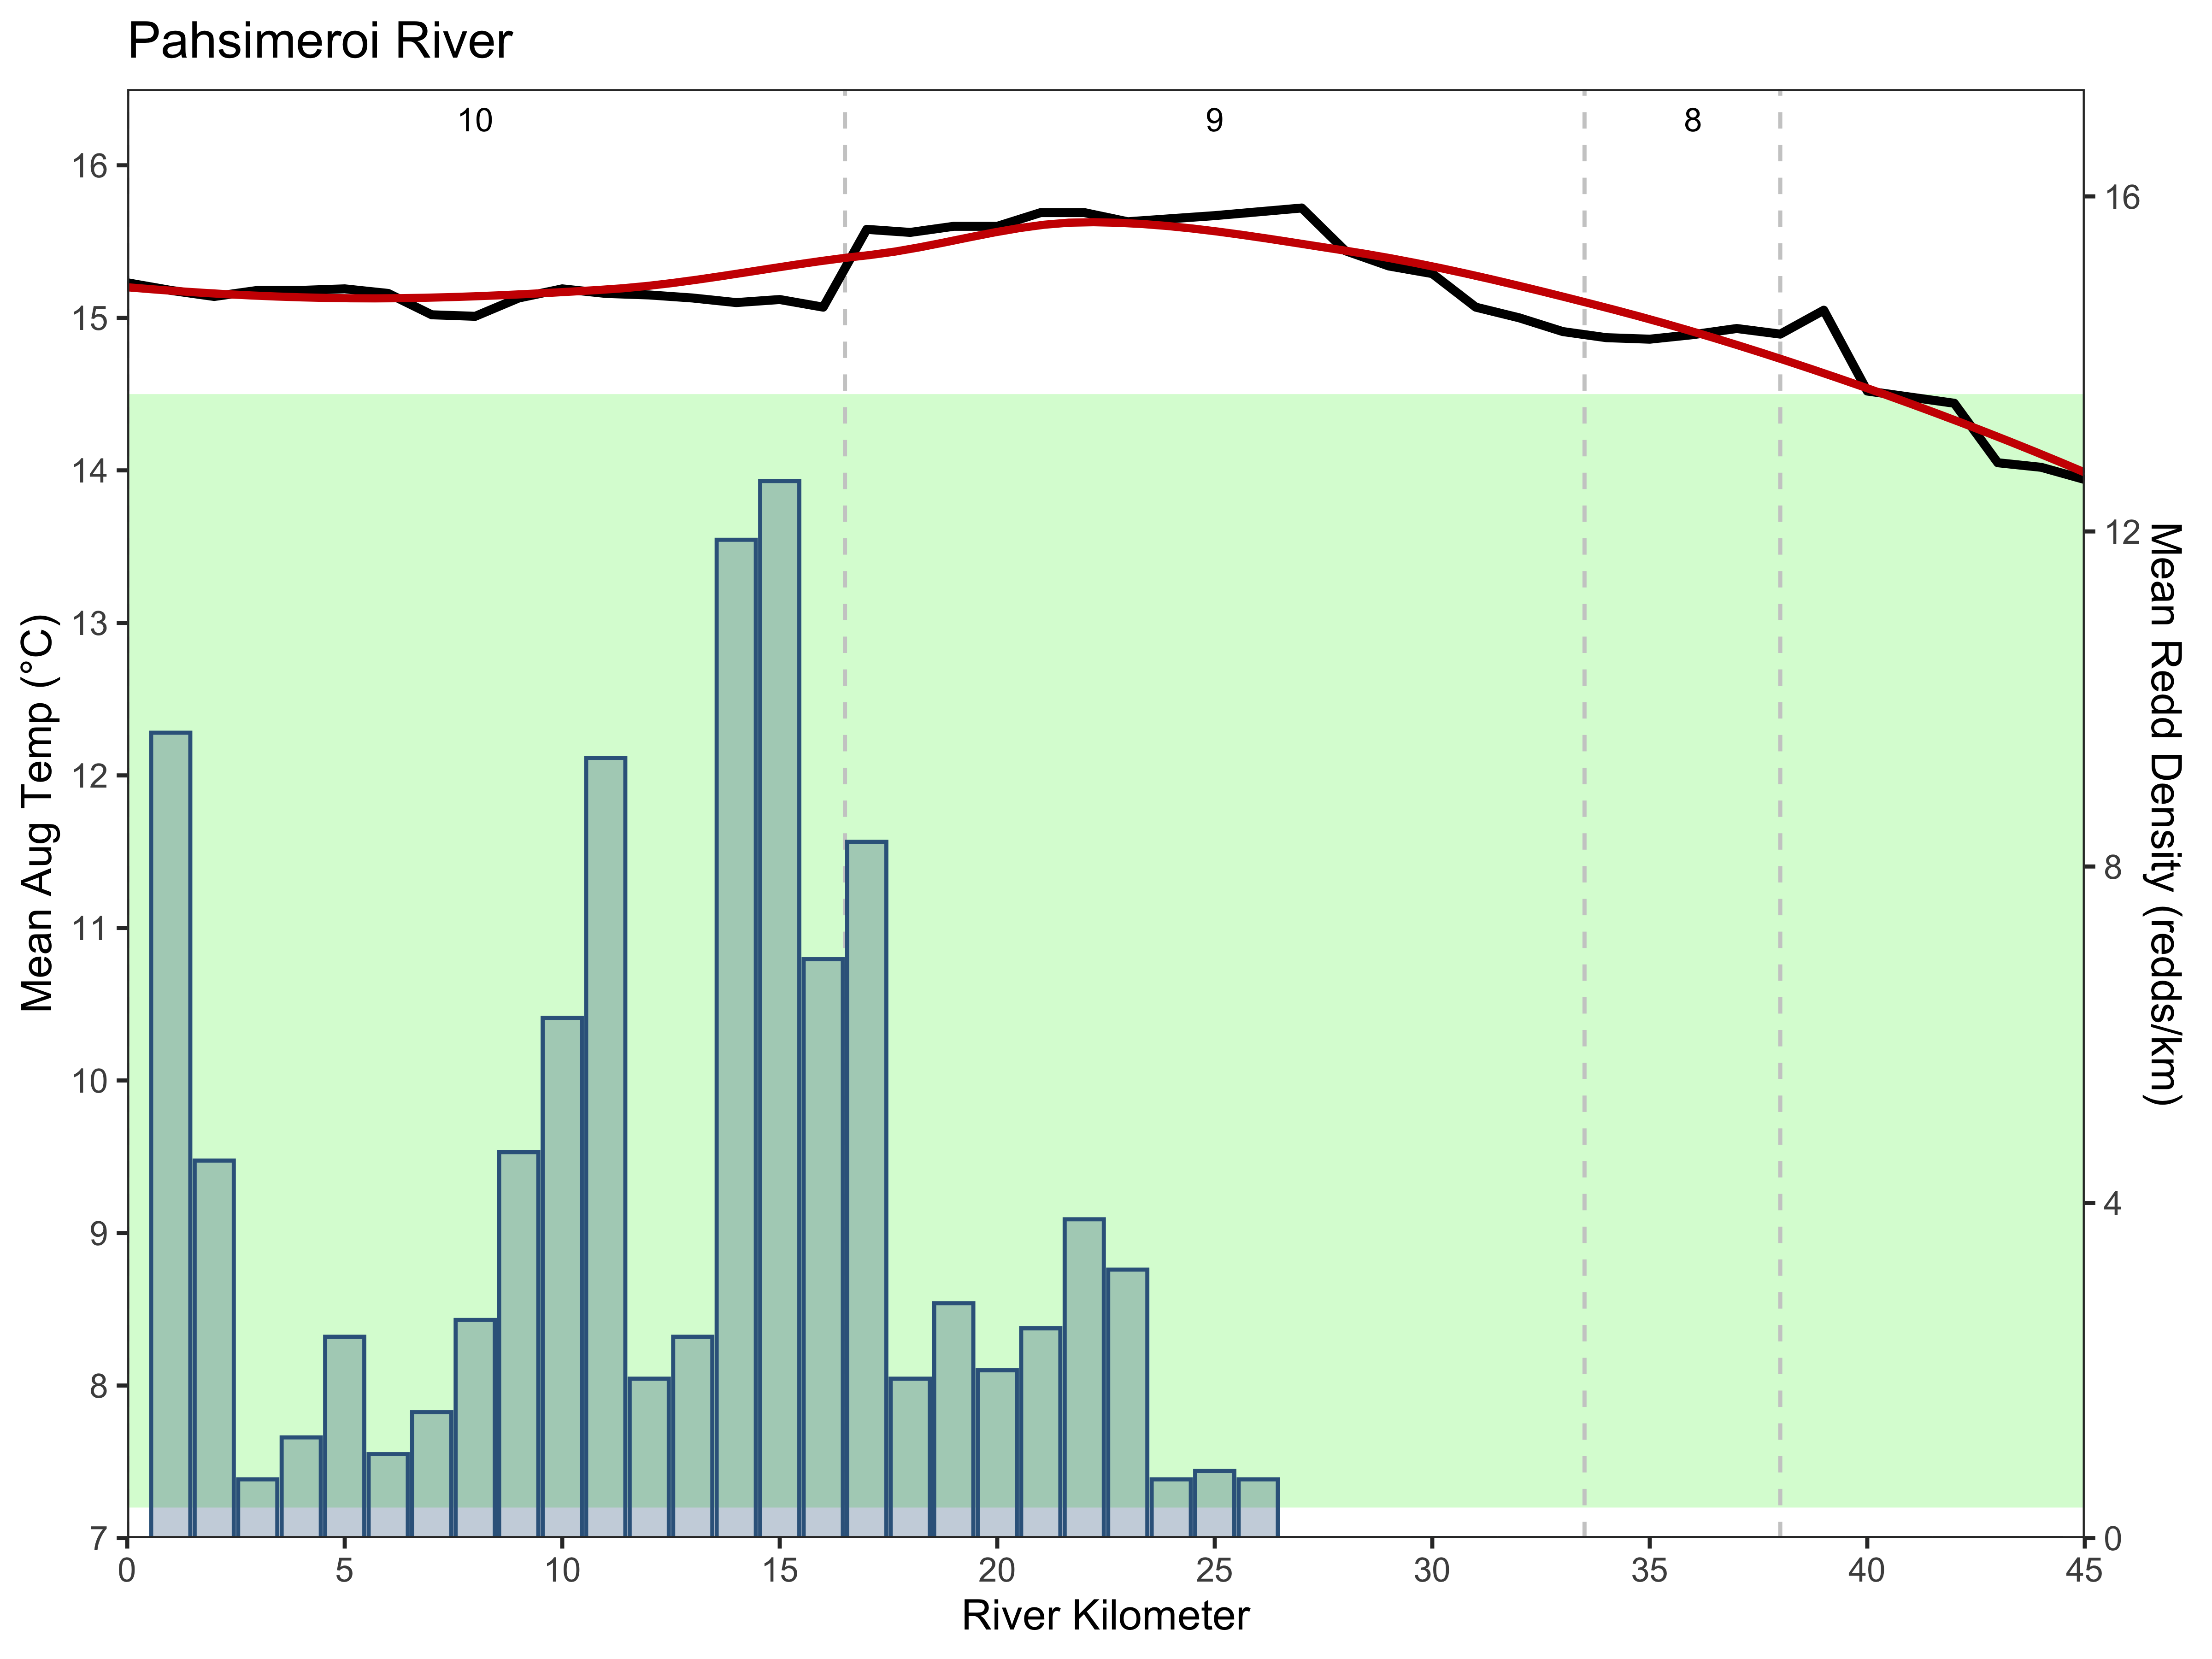 Pahsimeroi River
10 9 8
16
15
14
13
12
11
10
9
8
7
Mean Aug Temp (°C)
16
12
8
4
0
Mean Redd Density (redds/km)
0 5 10 15 20 25 30 35 40 45
River Kilometer